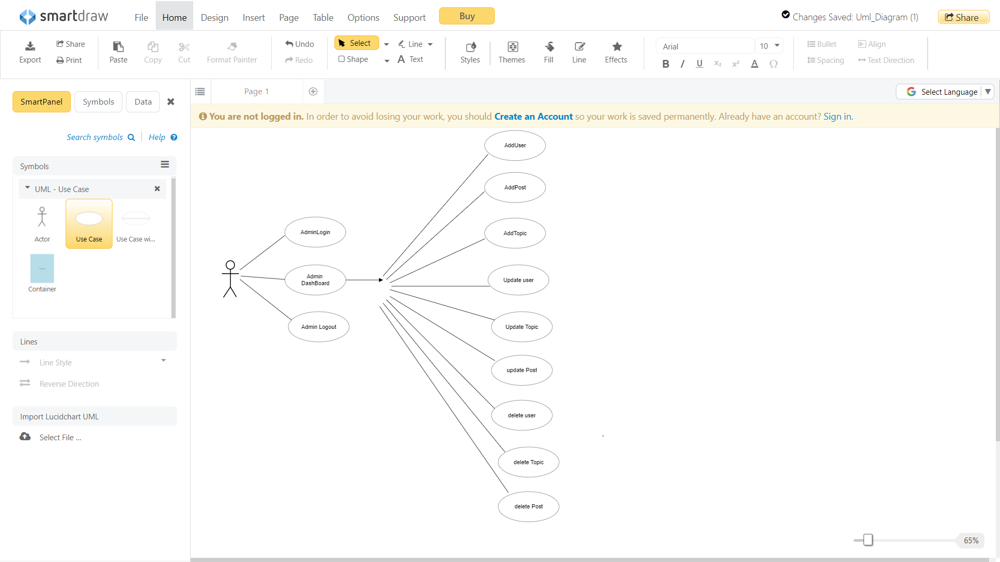 smartdraw
File Home Design Insert Page Table Options Support Buy
Changes Saved: Uml_Diagram (1) Share
Export Share Print
Paste Copy Cut Format Painter
Undo Redo
Select Line
Shape Text
Styles Themes Fill Line Effects
Arial 10
B I U x₂ x² A Ω
Bullet Align
Spacing Text Direction
SmartPanel Symbols Data
Page 1
Select Language
You are not logged in. In order to avoid losing your work, you should Create an Account so your work is saved permanently. Already have an account? Sign in.
Search symbols Help
Symbols
UML - Use Case
Actor Use Case Use Case wi...
Container
Lines
Line Style
Reverse Direction
Import Lucidchart UML
Select File ...
AdminLogin
Admin
DashBoard
Admin Logout
AddUser
AddPost
AddTopic
Update user
Update Topic
update Post
delete user
delete Topic
delete Post
65%